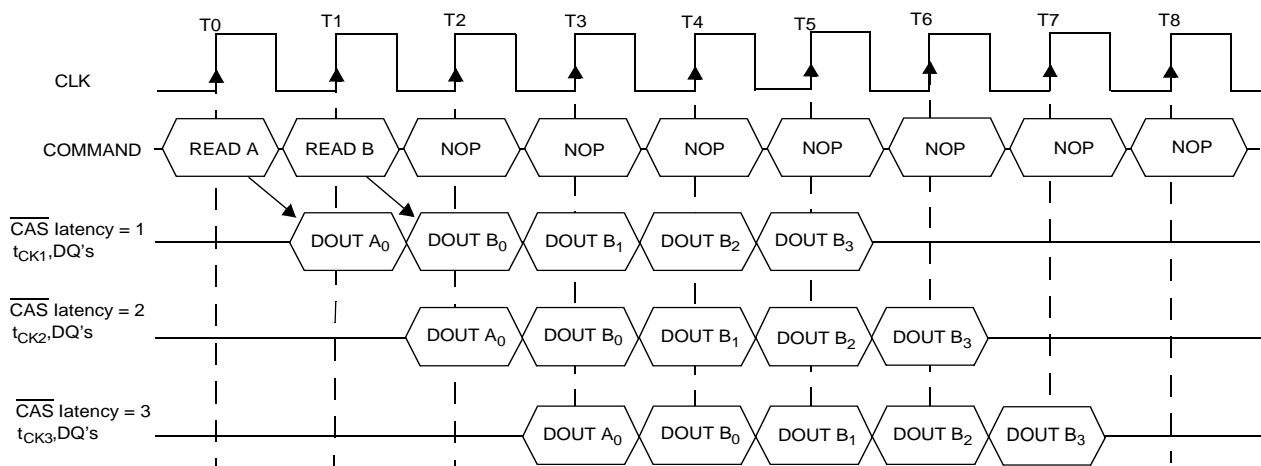 T0 T1 T2 T3 T4 T5 T6 T7 T8
CLK
COMMAND READ A READ B NOP NOP NOP NOP NOP NOP NOP
CAS latency = 1
tCK1,DQ's DOUT A0 DOUT B0 DOUT B1 DOUT B2 DOUT B3
CAS latency = 2
tCK2,DQ's DOUT A0 DOUT B0 DOUT B1 DOUT B2 DOUT B3
CAS latency = 3
tCK3,DQ's DOUT A0 DOUT B0 DOUT B1 DOUT B2 DOUT B3